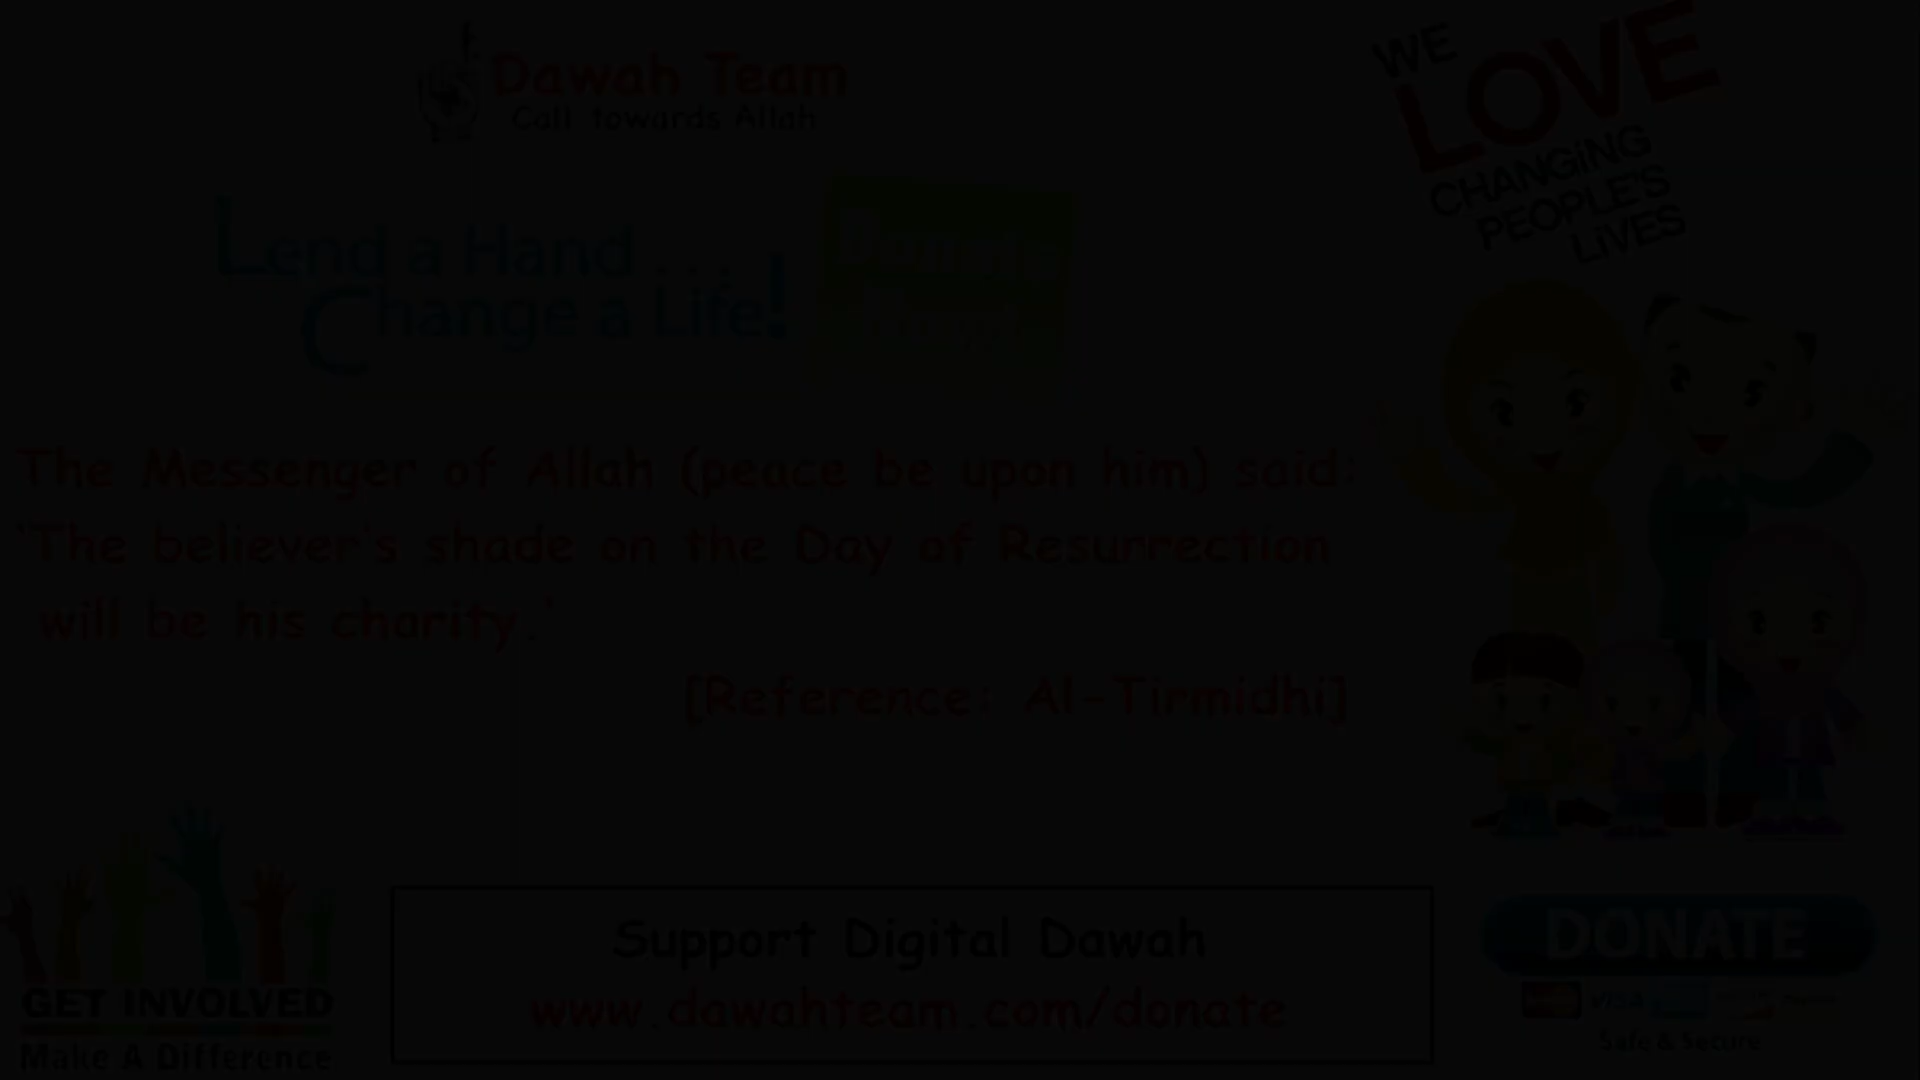 Dawah Team
Call towards Allah
WE
LOVE
CHANGiNG
PEOPLE'S
LiVES
Lend a Hand ...
Change a Life!
Donate
The Messenger of Allah (peace be upon him) said:
'The believer's shade on the Day of Resurrection
will be his charity.'
[Reference: Al-Tirmidhi]
GET INVOLVED
Make A Difference
Support Digital Dawah
www.dawahteam.com/donate
DONATE
VISA
Safe & Secure